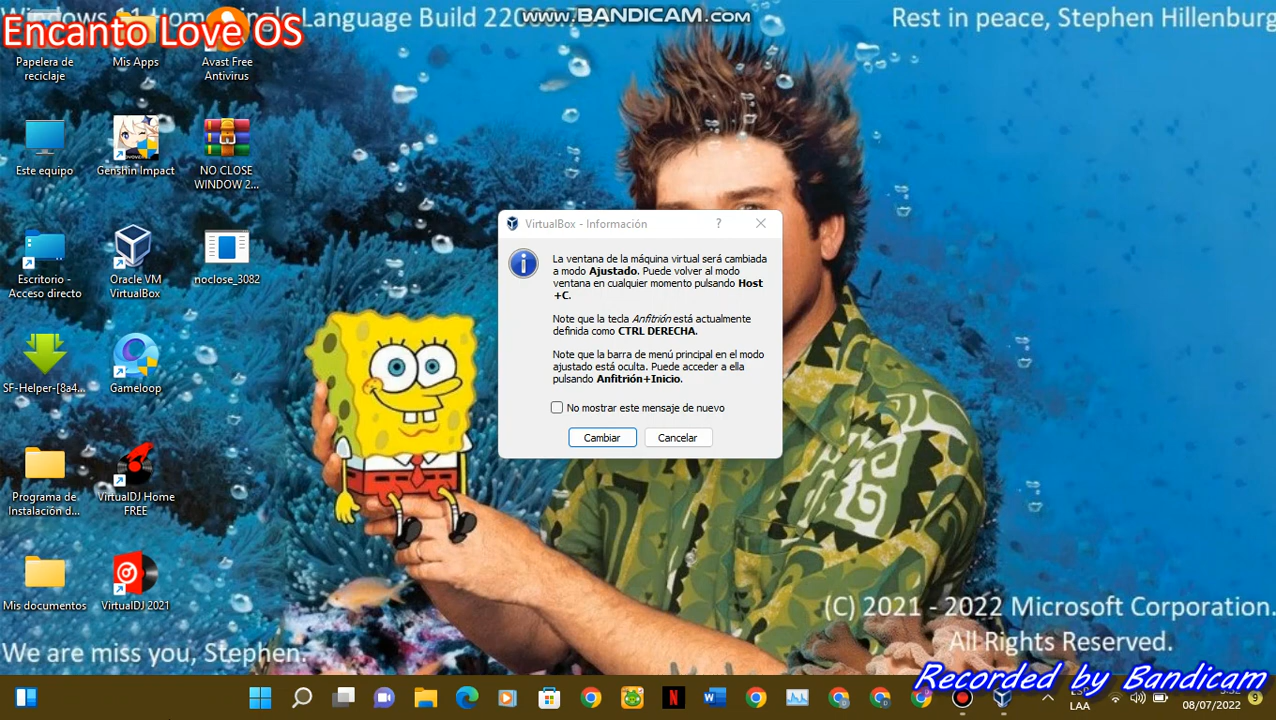 Language Build 22000.
WWW.BANDICAM.COM
Rest in peace, Stephen Hillenburg
Encanto Love OS
Papelera de
reciclaje
Mis Apps
Avast Free
Antivirus
Este equipo
Genshin Impact
NO CLOSE
WINDOW 2...
Escritorio -
Acceso directo
Oracle VM
VirtualBox
noclose_3082
SF-Helper-[8a4...
Gameloop
Programa de
Instalación d...
VirtualDJ Home
FREE
Mis documentos
VirtualDJ 2021
VirtualBox - Información
?
La ventana de la máquina virtual será cambiada
a modo Ajustado. Puede volver al modo
ventana en cualquier momento pulsando Host
+C.
Note que la tecla Anfitrión está actualmente
definida como CTRL DERECHA.
Note que la barra de menú principal en el modo
ajustado está oculta. Puede acceder a ella
pulsando Anfitrión+Inicio.
No mostrar este mensaje de nuevo
Cambiar
Cancelar
(C) 2021 - 2022 Microsoft Corporation.
All Rights Reserved.
We are miss you, Stephen.
Recorded by Bandicam
LAA
08/07/2022
9